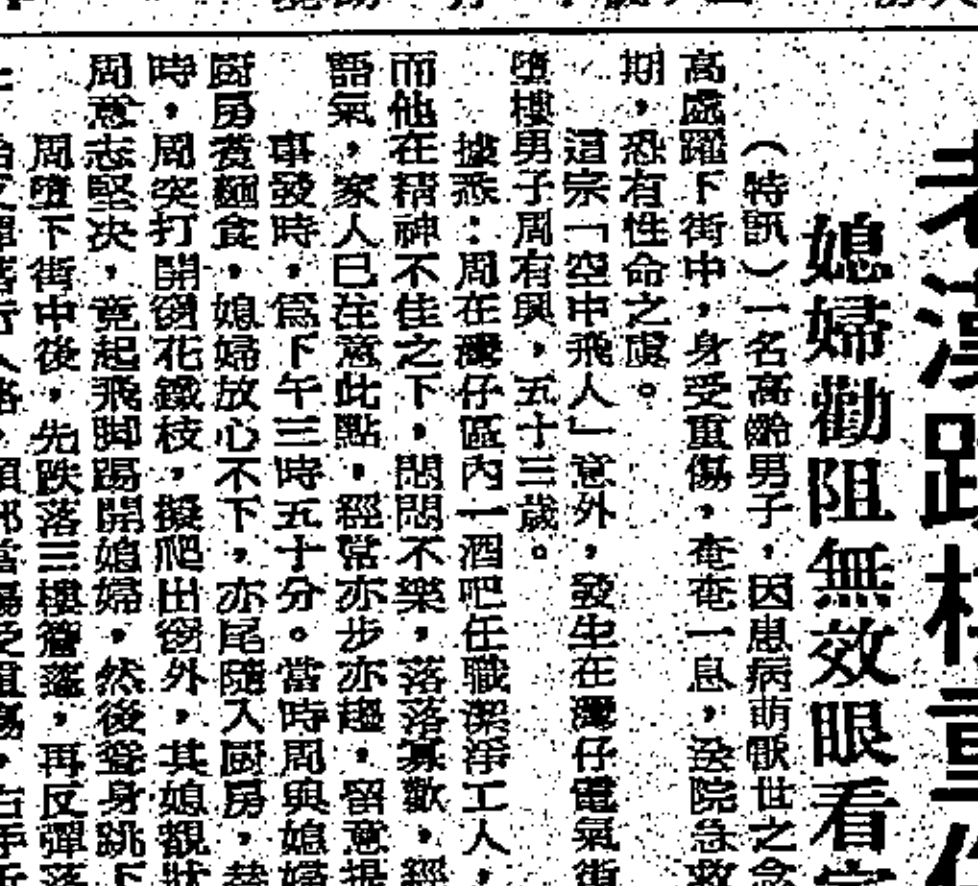 媳婦勸阻無效眼看
（特訊）一名高齡男子，因患病萌厭世之念
高處躍下街中，身受重傷，奄奄一息，送院急救
期，恐有性命之虞。
這宗「空中飛人」意外，發生在灣仔電氣街
墮樓男子周有興，五十三歲。
據悉：周在灣仔區內一酒吧任職潔淨工人，
而他在精神不佳之下，悶悶不樂，落落寡歡，經
語氣，家人已注意此點，經常亦步亦趨，留意提
事發時，為下午三時五十分。當時周與媳婦
厨房煮麵食，媳婦放心不下，亦尾隨入厨房，
時，周突打開窗花鐵枝，擬爬出窗外，其媳覩狀
周意志堅决，竟起飛脚踢開媳婦，然後聳身跳下
周墮下街中後，先跌落三樓簷篷，再反彈落